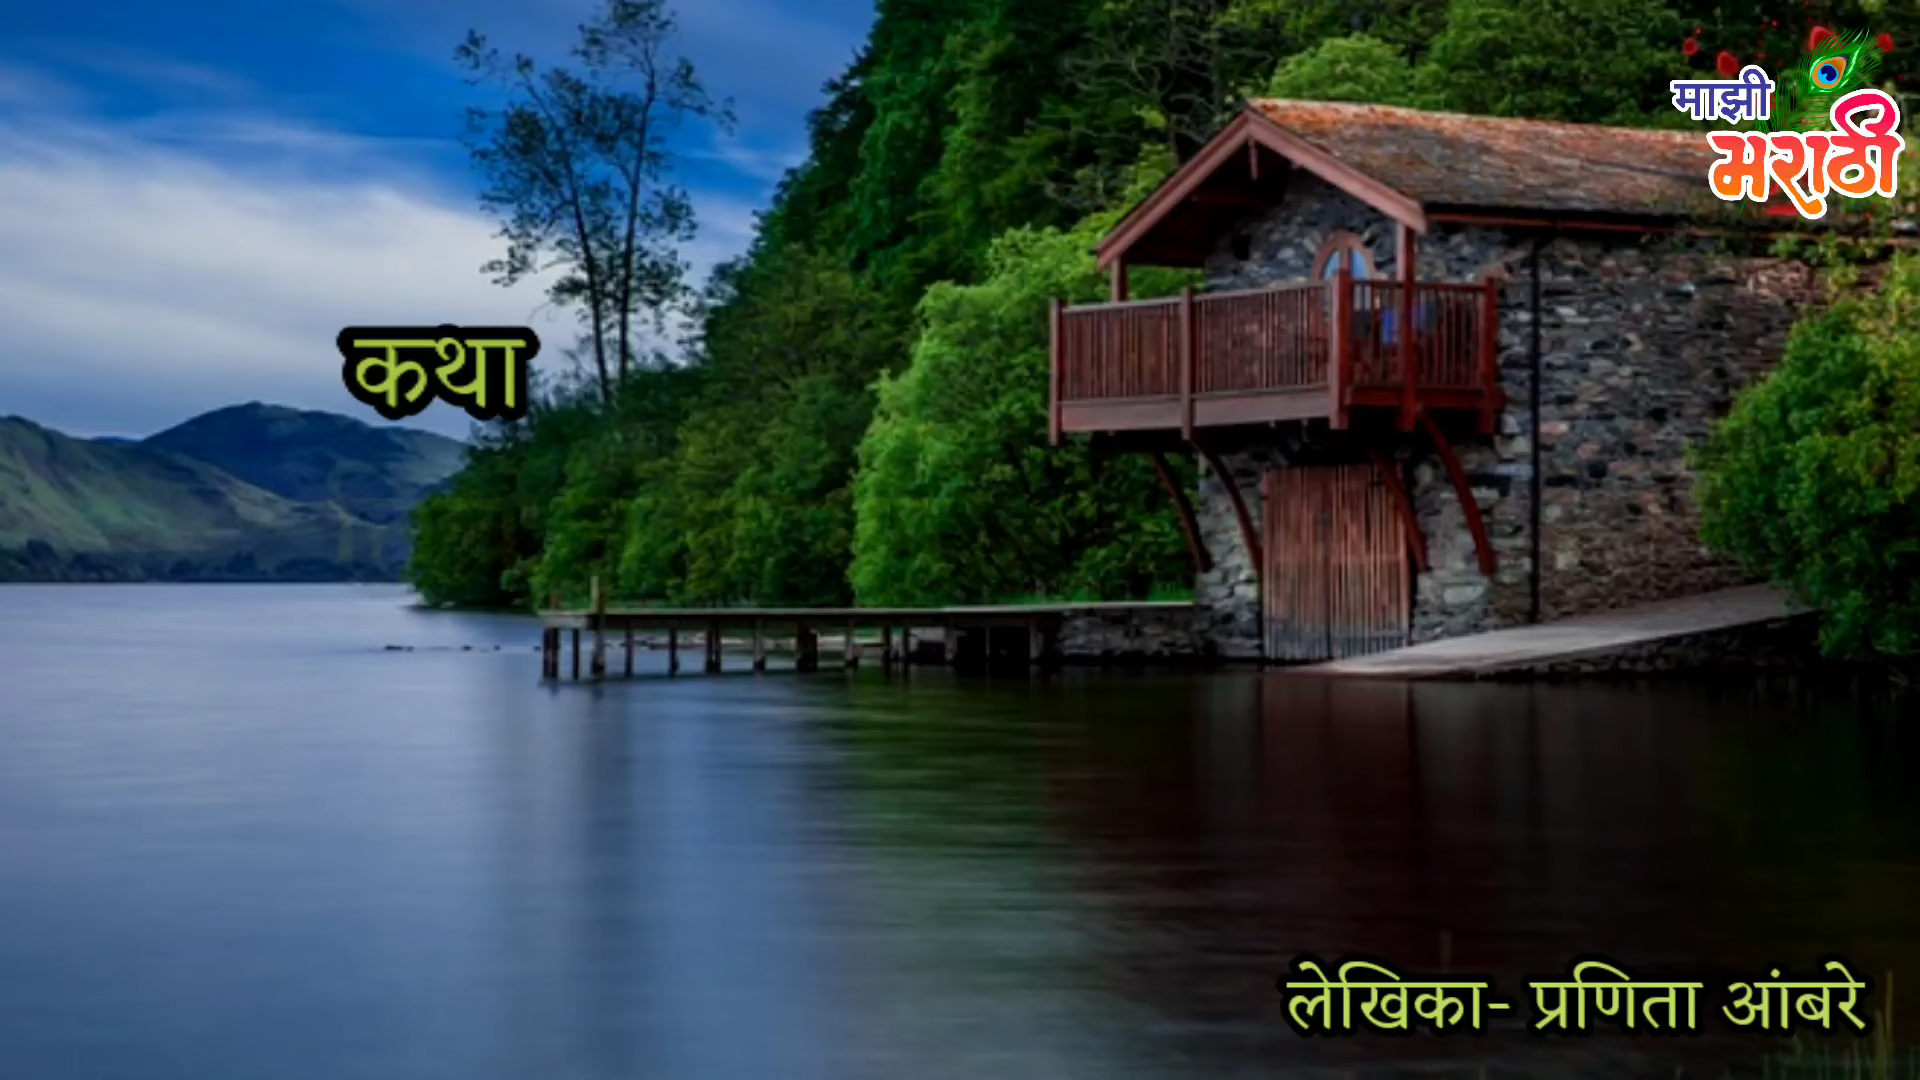 माझी
मराठी
कथा
लेखिका- प्रणिता आंबरे